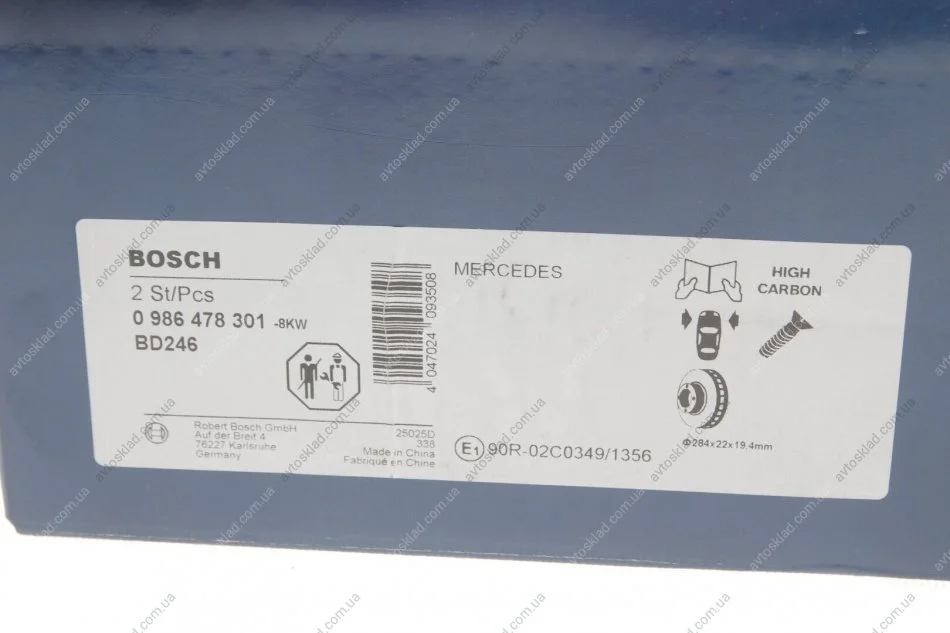 BOSCH
2 St/Pcs
0 986 478 301 -8KW
BD246
4 047024 093508
Robert Bosch GmbH
Auf der Breit 4
76227 Karlsruhe
Germany
25025D
338
Made in China
Fabriqué en Chine
MERCEDES
E1 90R-02C0349/1356
HIGH
CARBON
Φ284x22x19.4mm
avtosklad.com.ua